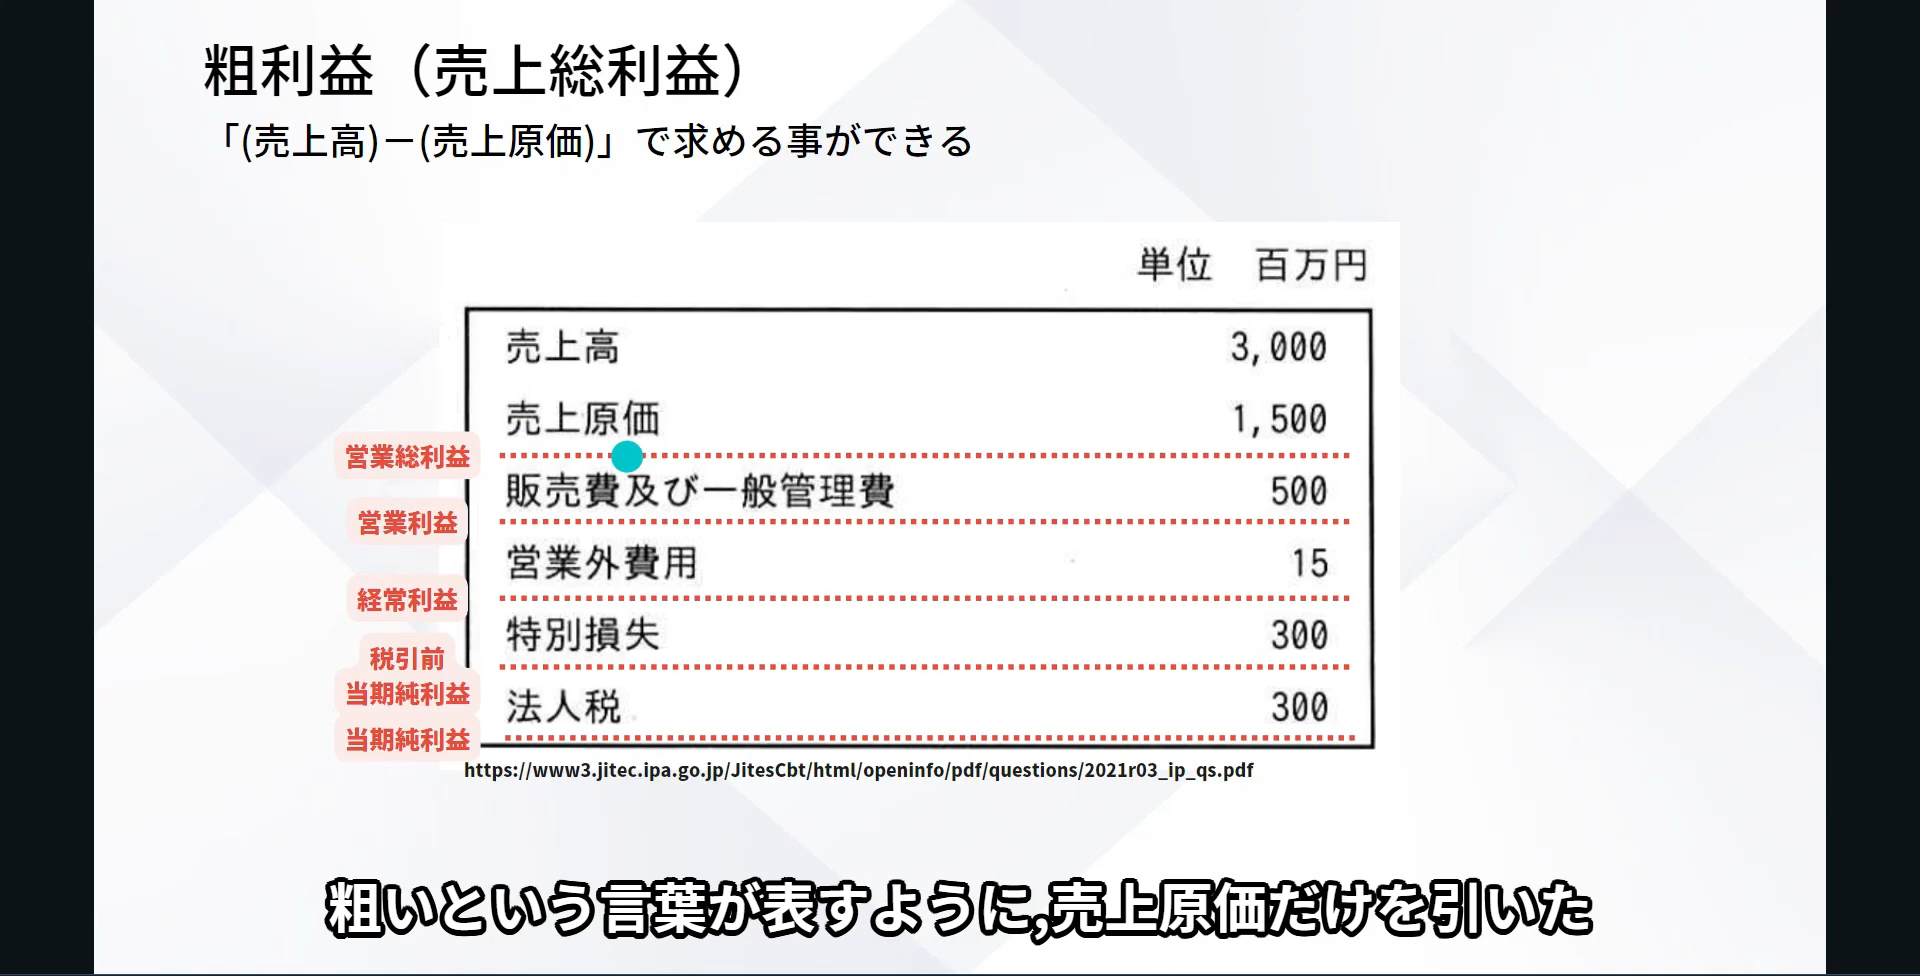 粗利益（売上総利益）
「(売上高)－(売上原価)」で求める事ができる
単位　百万円
売上高 3,000
売上原価 1,500
営業総利益
販売費及び一般管理費 500
営業利益
営業外費用 15
経常利益
特別損失 300
税引前
当期純利益
法人税 300
当期純利益
https://www3.jitec.ipa.go.jp/JitesCbt/html/openinfo/pdf/questions/2021r03_ip_qs.pdf
粗いという言葉が表すように,売上原価だけを引いた